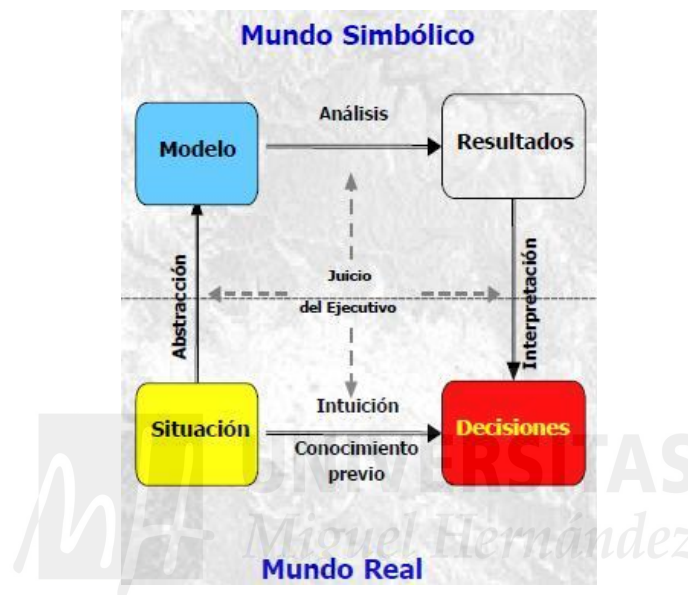 Mundo Simbólico
Análisis
Modelo
Resultados
Abstracción
Juicio
del Ejecutivo
Interpretación
Situación
Intuición
Conocimiento
previo
Decisiones
UNIVERSITAS
Miguel Hernández
Mundo Real